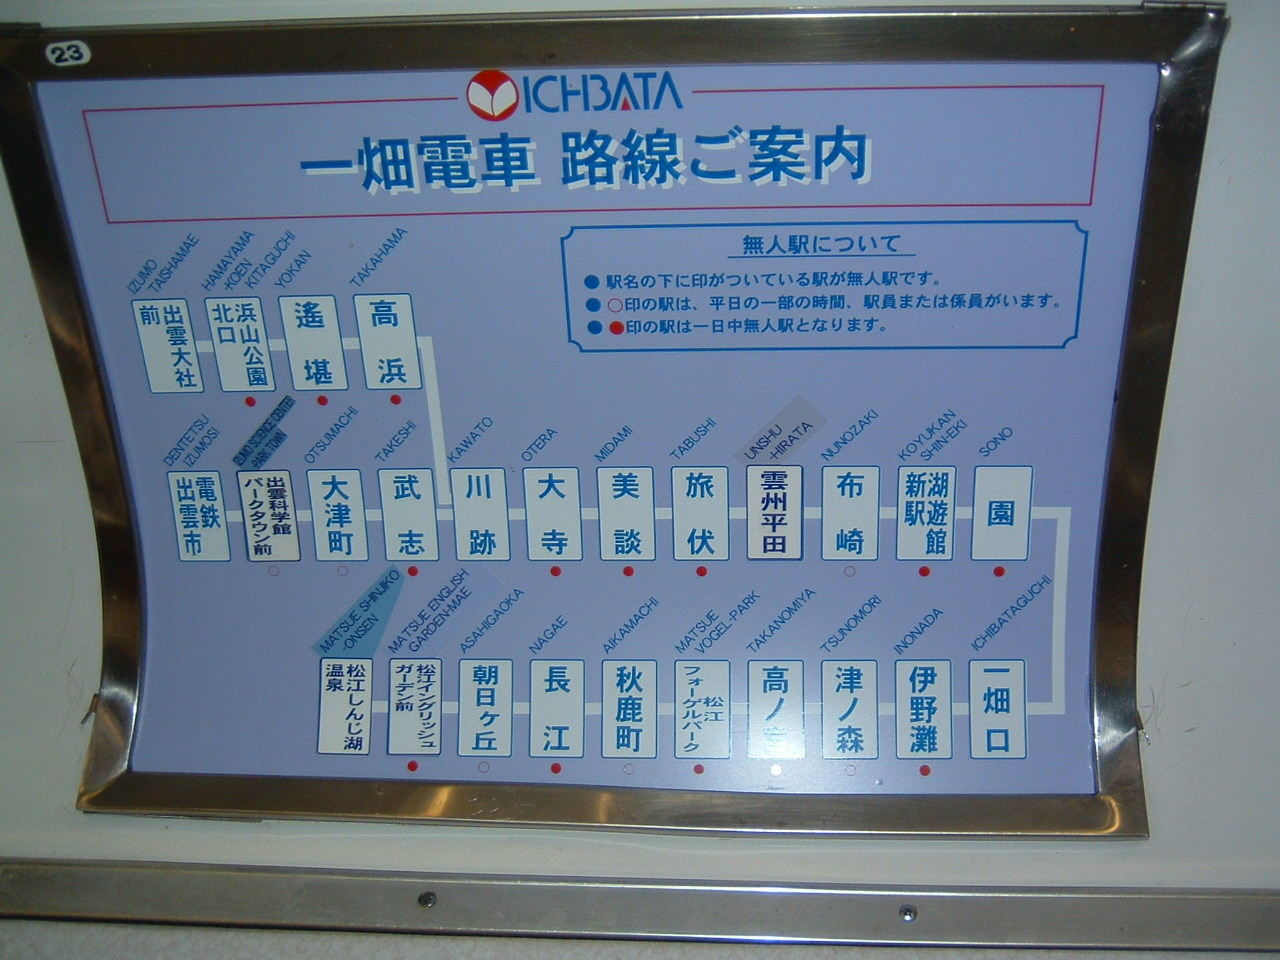 23
ICHIBATA
一畑電車 路線ご案内
無人駅について
●駅名の下に印がついている駅が無人駅です。
●○印の駅は、平日の一部の時間、駅員または係員がいます。
●●印の駅は一日中無人駅となります。
IZUMO TAISHAMAE
HAMAYAMA -KOEN KITAGUCHI
YOKAN
TAKAHAMA
出雲大社前
浜山公園北口
遙堪
高浜
DENTETSU IZUMOSI
IZUMO SCIENCE CENTER PARK TOWN
OTSUMACHI
TAKESHI
KAWATO
OTERA
MIDAMI
TABUSHI
UNSHU -HIRATA
NUNOZAKI
KOYUKAN SHIN-EKI
SONO
電鉄出雲市
出雲科学館パークタウン前
大津町
武志
川跡
大寺
美談
旅伏
雲州平田
布崎
湖遊館新駅
園
MATSUE SHINJIKO -ONSEN
MATSUE ENGLISH GARDEN-MAE
ASAHIGAOKA
NAGAE
AIKAMACHI
MATSUE VOGEL-PARK
TAKANOMIYA
TSUNOMORI
INONADA
ICHIBATAGUCHI
松江しんじ湖温泉
松江イングリッシュガーデン前
朝日ヶ丘
長江
秋鹿町
松江フォーゲルパーク
高ノ宮
津ノ森
伊野灘
一畑口